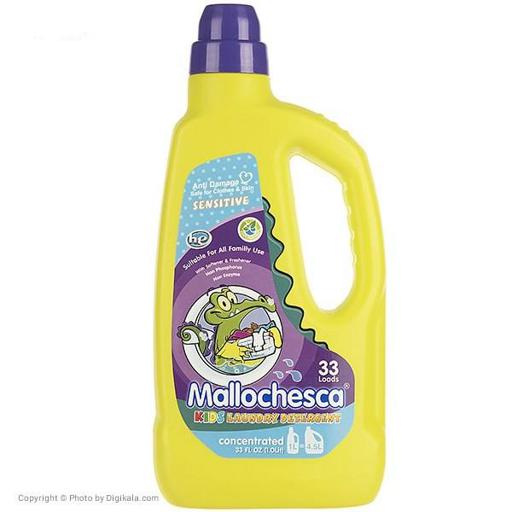 Anti Damage
Safe for Clothes & Skin
SENSITIVE
he
Suitable For All Familly Use
With Softener & Freshener
Non Phosphorus
Non Enzyme
33
Loads
Mallochesca®
KIDS LAUNDRY DETERGENT
concentrated
33 FL OZ (1.0Lit)
1L = 4.5L
Copyright © Photo by Digikala.com